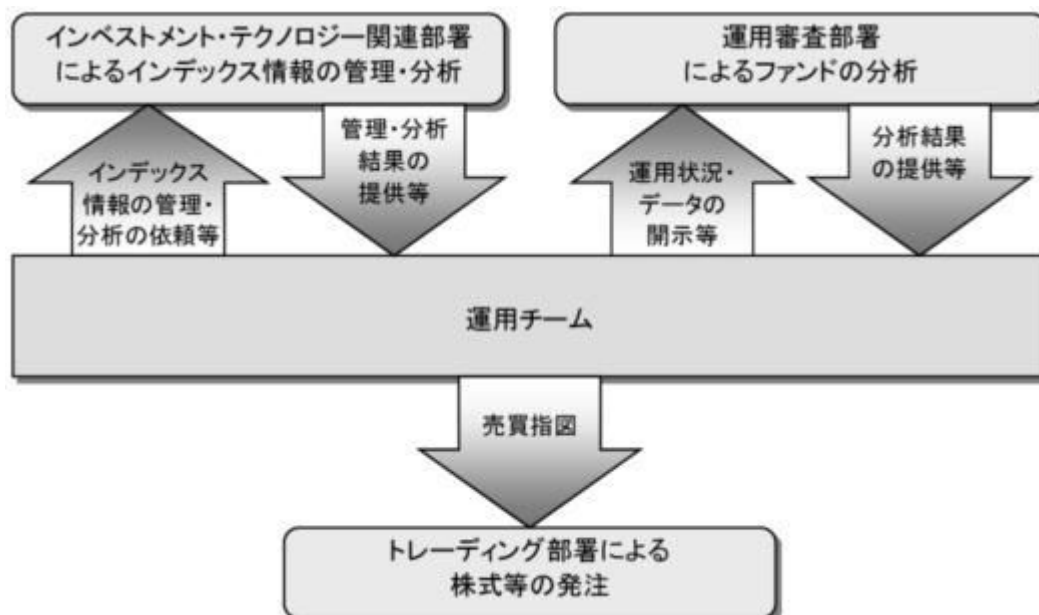 インベストメント・テクノロジー関連部署
によるインデックス情報の管理・分析
運用審査部署
によるファンドの分析
インデックス
情報の管理・
分析の依頼等
管理・分析
結果の
提供等
運用状況・
データの
開示等
分析結果
の提供等
運用チーム
売買指図
トレーディング部署による
株式等の発注